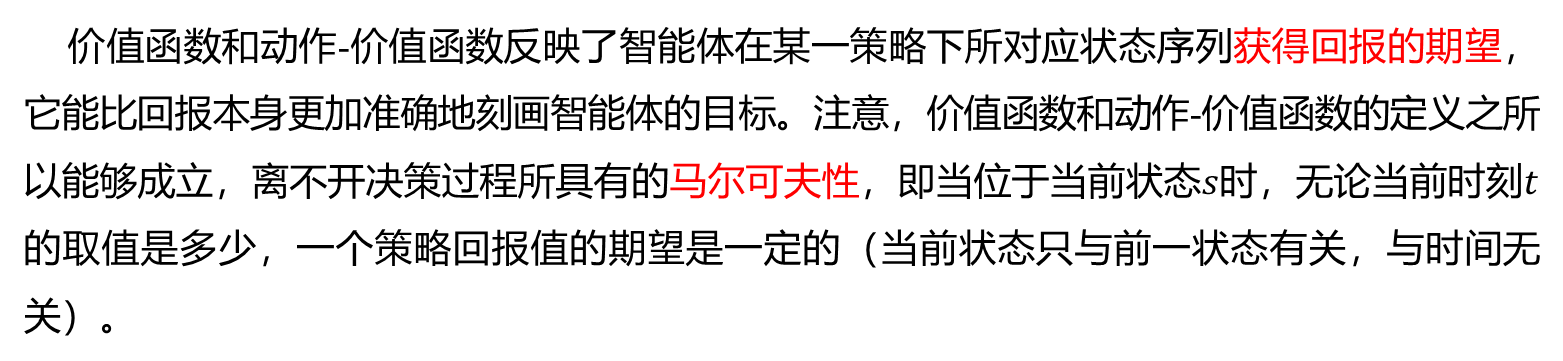 价值函数和动作-价值函数反映了智能体在某一策略下所对应状态序列获得回报的期望，
它能比回报本身更加准确地刻画智能体的目标。注意，价值函数和动作-价值函数的定义之所
以能够成立，离不开决策过程所具有的马尔可夫性，即当位于当前状态s时，无论当前时刻t
的取值是多少，一个策略回报值的期望是一定的（当前状态只与前一状态有关，与时间无
关）。